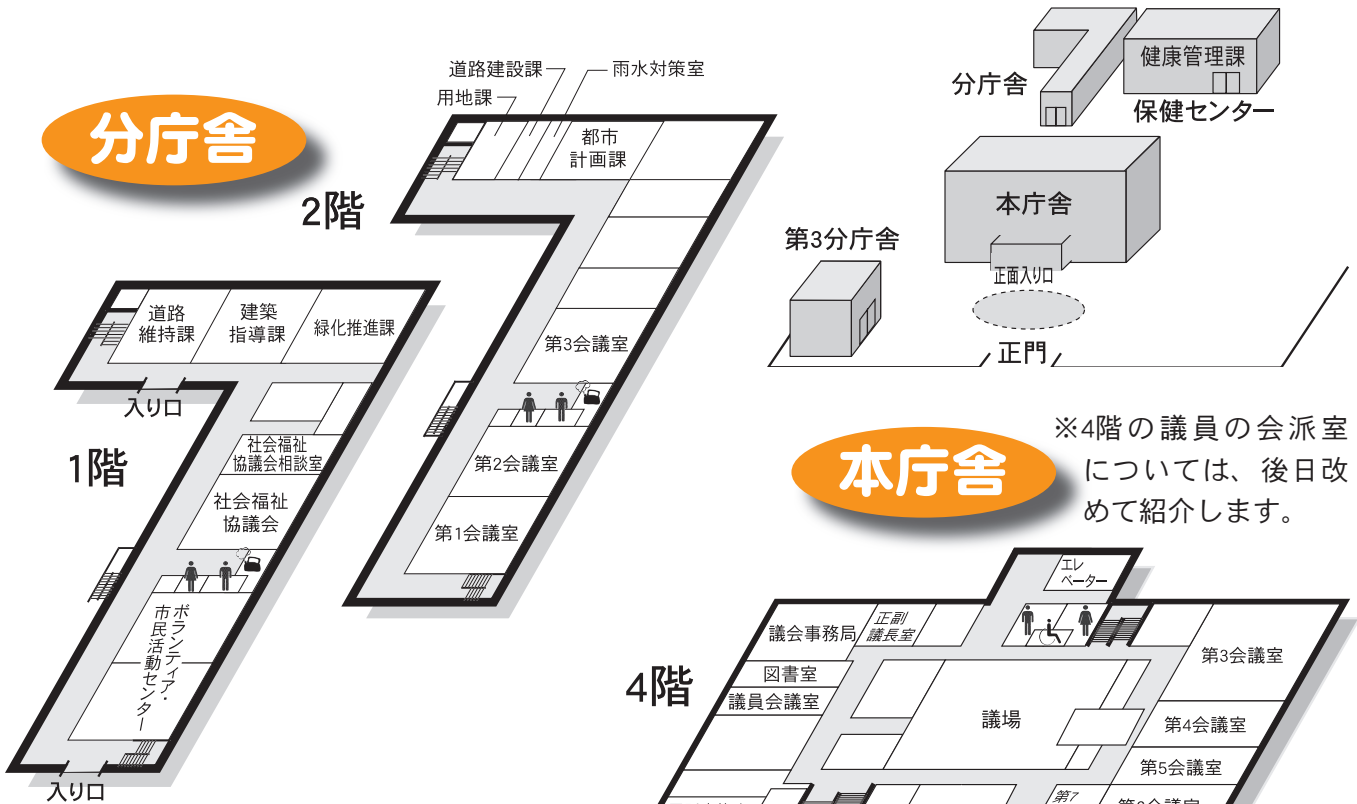 道路建設課
雨水対策室
用地課
分庁舎
都市
計画課
2階
第3会議室
第2会議室
第1会議室
道路
維持課
建築
指導課
緑化推進課
入り口
1階
社会福祉
協議会相談室
社会福祉
協議会
ボランティア・
市民活動センター
入り口
健康管理課
分庁舎
保健センター
本庁舎
第3分庁舎
正面入り口
正門
本庁舎
※4階の議員の会派室
については、後日改
めて紹介します。
エレ
ベーター
議会事務局
正副
議長室
第3会議室
図書室
4階
議員会議室
議場
第4会議室
第5会議室
第7